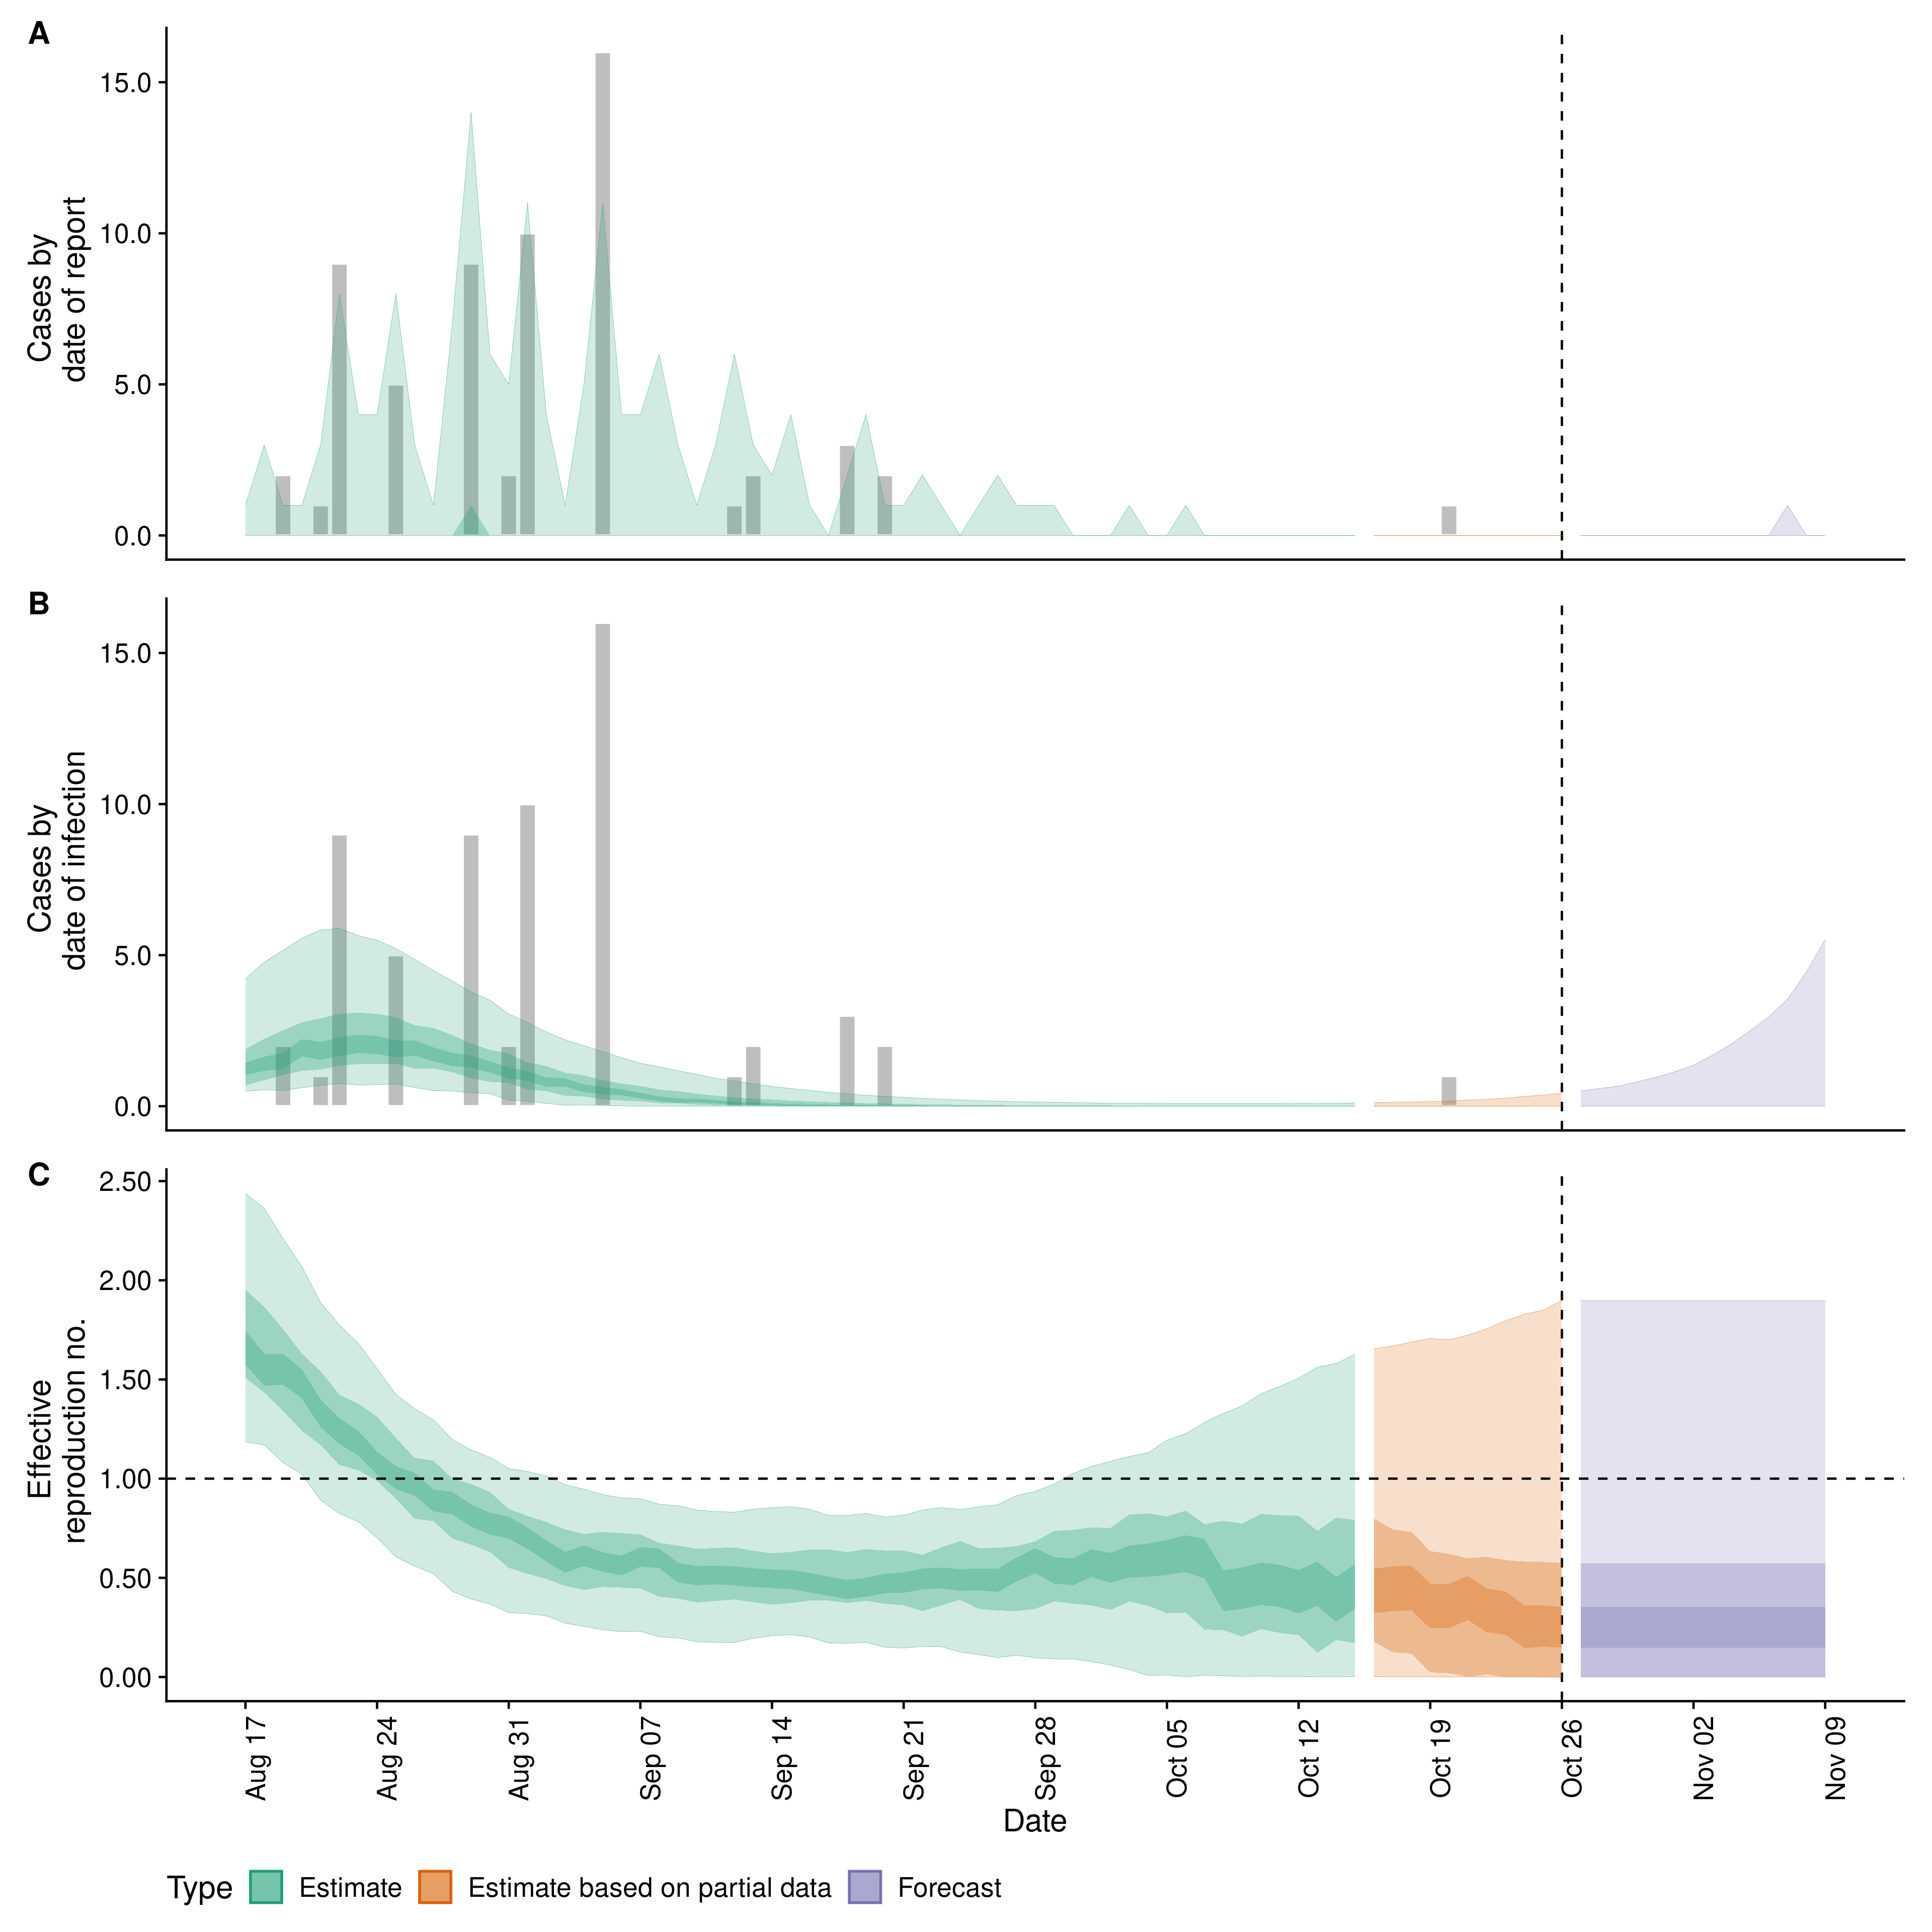 A
15.0
10.0
5.0
0.0
Cases by
date of report
B
15.0
10.0
5.0
0.0
Cases by
date of infection
C
2.50
2.00
1.50
1.00
0.50
0.00
Effective
reproduction no.
Aug 17
Aug 24
Aug 31
Sep 07
Sep 14
Sep 21
Sep 28
Oct 05
Oct 12
Oct 19
Oct 26
Nov 02
Nov 09
Date
Type Estimate Estimate based on partial data Forecast